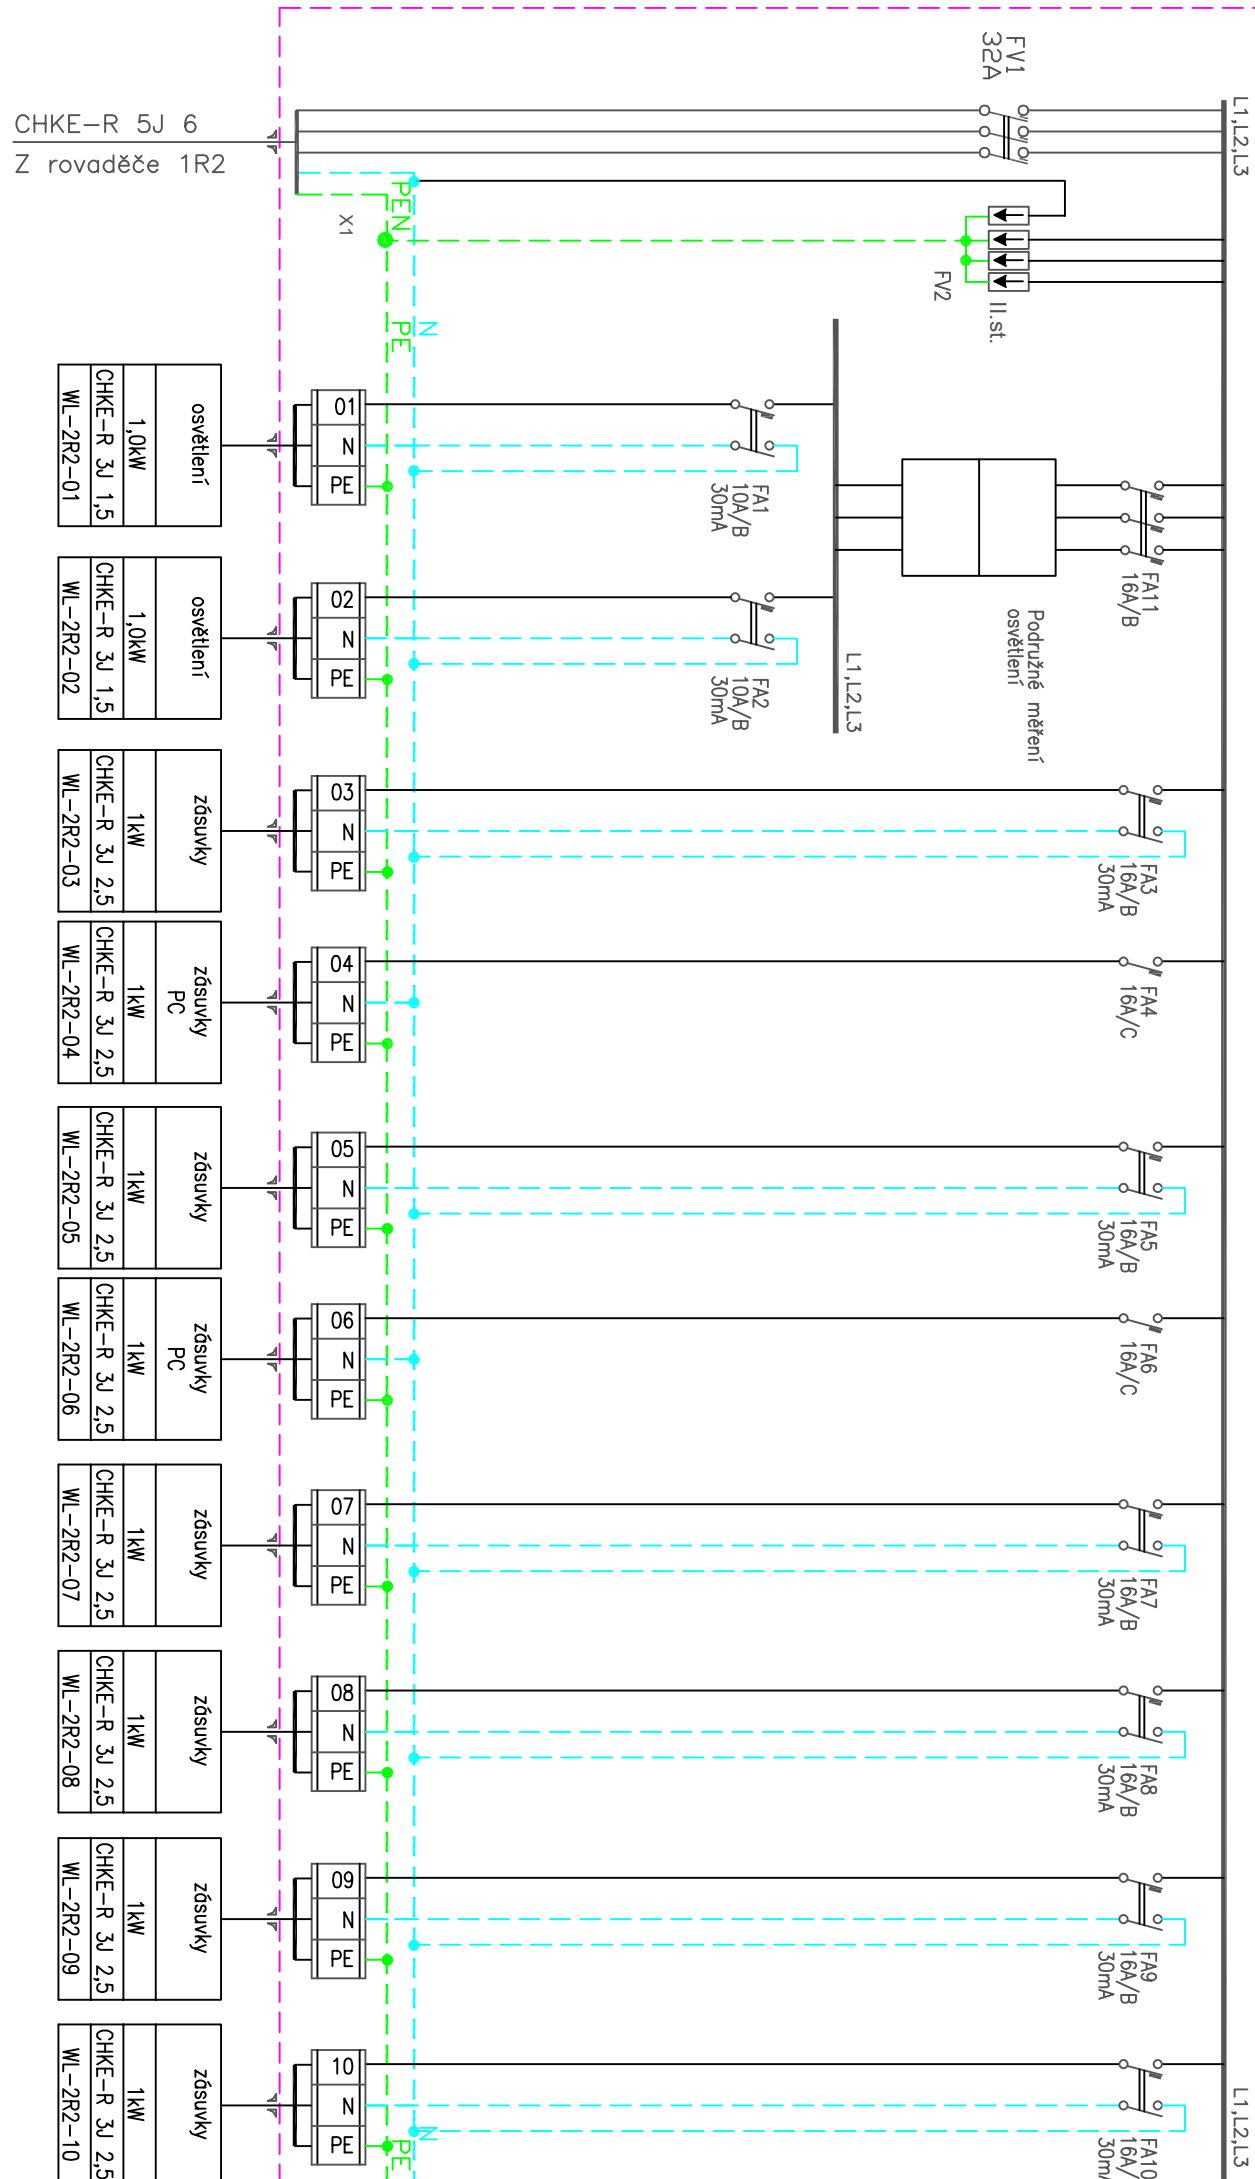 FV1
32A
L1,L2,L3
CHKE-R 5J 6
Z rovaděče 1R2
PEN
X1
FV2
II.st.
N
PE
FA11
16A/B
Podružné měření
osvětlení
L1,L2,L3
osvětlení
1,0kW
CHKE-R 3J 1,5
WL-2R2-01
01
N
PE
FA1
10A/B
30mA
osvětlení
1,0kW
CHKE-R 3J 1,5
WL-2R2-02
02
N
PE
FA2
10A/B
30mA
zásuvky
1kW
CHKE-R 3J 2,5
WL-2R2-03
03
N
PE
FA3
16A/B
30mA
zásuvky
PC
1kW
CHKE-R 3J 2,5
WL-2R2-04
04
N
PE
FA4
16A/C
zásuvky
1kW
CHKE-R 3J 2,5
WL-2R2-05
05
N
PE
FA5
16A/B
30mA
zásuvky
PC
1kW
CHKE-R 3J 2,5
WL-2R2-06
06
N
PE
FA6
16A/C
zásuvky
1kW
CHKE-R 3J 2,5
WL-2R2-07
07
N
PE
FA7
16A/B
30mA
zásuvky
1kW
CHKE-R 3J 2,5
WL-2R2-08
08
N
PE
FA8
16A/B
30mA
zásuvky
1kW
CHKE-R 3J 2,5
WL-2R2-09
09
N
PE
FA9
16A/B
30mA
zásuvky
1kW
CHKE-R 3J 2,5
WL-2R2-10
10
N
PE
N
PE
FA10
16A/
30m
L1,L2,L3